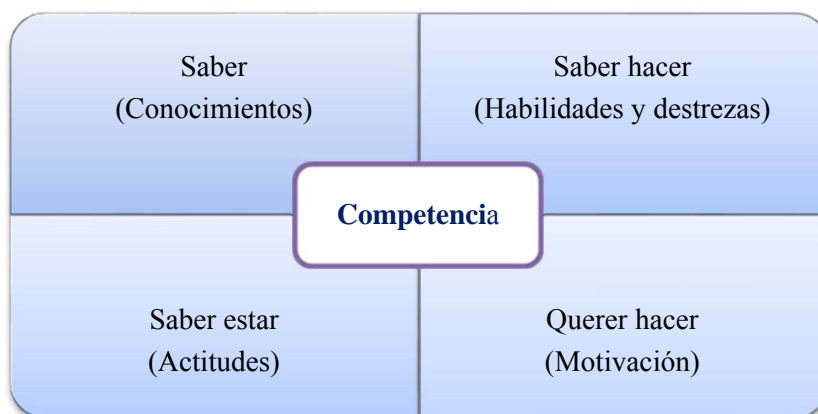 Saber
(Conocimientos)
Saber hacer
(Habilidades y destrezas)
Competencia
Saber estar
(Actitudes)
Querer hacer
(Motivación)